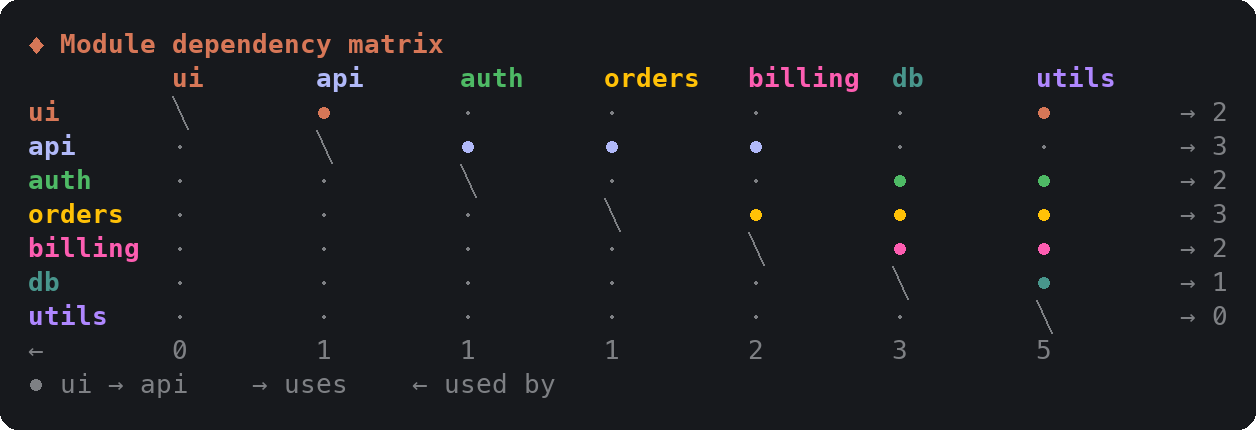 ♦ Module dependency matrix
ui api auth orders billing db utils
ui \ ● · · · · ● → 2
api · \ ● ● ● · · → 3
auth · · \ · · ● ● → 2
orders · · · \ ● ● ● → 3
billing · · · · \ ● ● → 2
db · · · · · \ ● → 1
utils · · · · · · \ → 0
← 0 1 1 1 2 3 5
● ui → api → uses ← used by